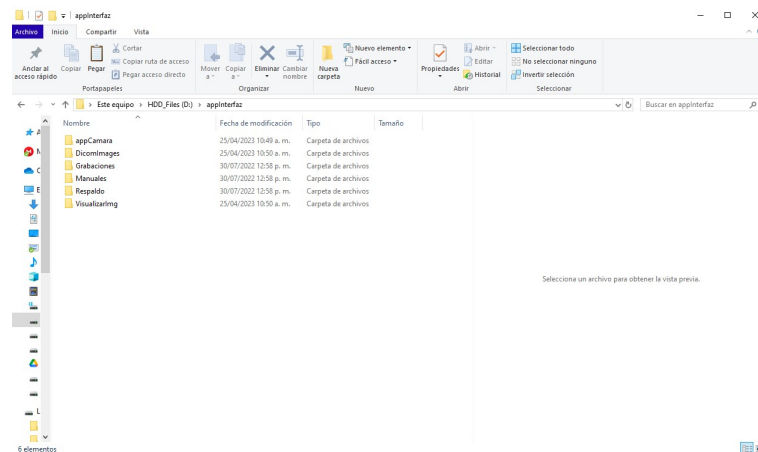 appInterfaz
Archivo Inicio Compartir Vista
Anclar al acceso rápido
Copiar
Pegar
Cortar
Copiar ruta de acceso
Pegar acceso directo
Portapapeles
Mover a
Copiar a
Eliminar
Cambiar nombre
Organizar
Nueva carpeta
Nuevo elemento
Fácil acceso
Nuevo
Propiedades
Abrir
Editar
Historial
Abrir
Seleccionar todo
No seleccionar ninguno
Invertir selección
Seleccionar
Este equipo > HDD_Files (D:) > appInterfaz
Buscar en appInterfaz
Nombre Fecha de modificación Tipo Tamaño
appCamara 25/04/2023 10:49 a. m. Carpeta de archivos
DicomImages 25/04/2023 10:50 a. m. Carpeta de archivos
Grabaciones 30/07/2022 12:58 p. m. Carpeta de archivos
Manuales 30/07/2022 12:58 p. m. Carpeta de archivos
Respaldo 30/07/2022 12:58 p. m. Carpeta de archivos
VisualizarImg 25/04/2023 10:50 a. m. Carpeta de archivos
Selecciona un archivo para obtener la vista previa.
6 elementos